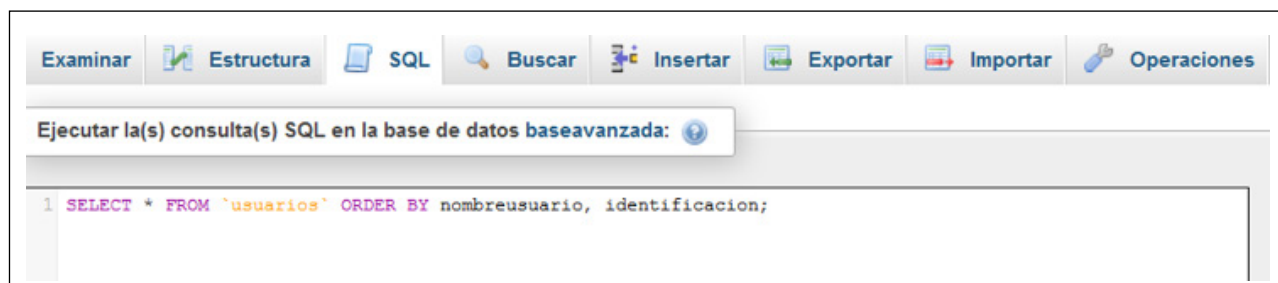 Examinar Estructura SQL Buscar Insertar Exportar Importar Operaciones
Ejecutar la(s) consulta(s) SQL en la base de datos baseavanzada:
1 SELECT * FROM `usuarios` ORDER BY nombreusuario, identificacion;